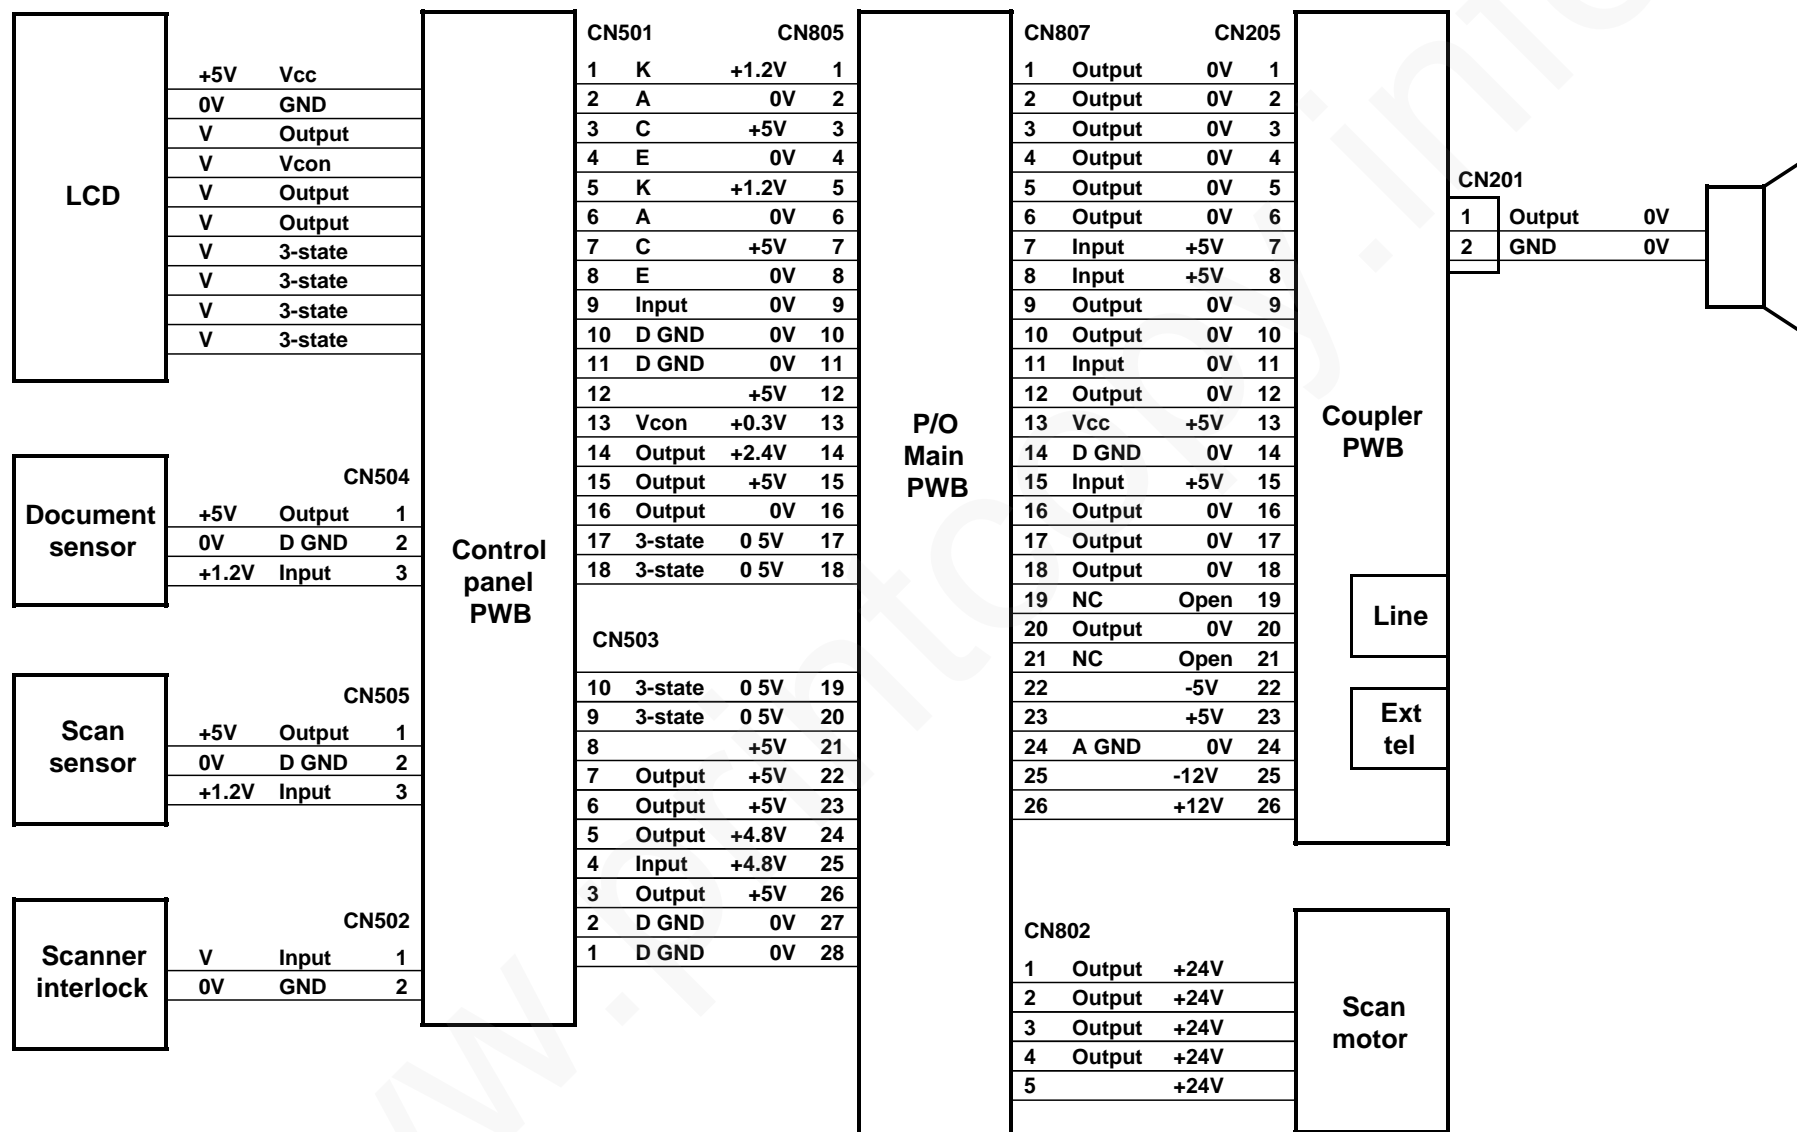 LCD
+5V Vcc
0V GND
V Output
V Vcon
V Output
V Output
V 3-state
V 3-state
V 3-state
V 3-state
Document
sensor
CN504
+5V Output 1
0V D GND 2
+1.2V Input 3
Scan
sensor
CN505
+5V Output 1
0V D GND 2
+1.2V Input 3
Scanner
interlock
CN502
V Input 1
0V GND 2
Control
panel
PWB
CN501 CN805
1 K +1.2V 1
2 A 0V 2
3 C +5V 3
4 E 0V 4
5 K +1.2V 5
6 A 0V 6
7 C +5V 7
8 E 0V 8
9 Input 0V 9
10 D GND 0V 10
11 D GND 0V 11
12 +5V 12
13 Vcon +0.3V 13
14 Output +2.4V 14
15 Output +5V 15
16 Output 0V 16
17 3-state 0 5V 17
18 3-state 0 5V 18
CN503
10 3-state 0 5V 19
9 3-state 0 5V 20
8 +5V 21
7 Output +5V 22
6 Output +5V 23
5 Output +4.8V 24
4 Input +4.8V 25
3 Output +5V 26
2 D GND 0V 27
1 D GND 0V 28
P/O
Main
PWB
CN807 CN205
1 Output 0V 1
2 Output 0V 2
3 Output 0V 3
4 Output 0V 4
5 Output 0V 5
6 Output 0V 6
7 Input +5V 7
8 Input +5V 8
9 Output 0V 9
10 Output 0V 10
11 Input 0V 11
12 Output 0V 12
13 Vcc +5V 13
14 D GND 0V 14
15 Input +5V 15
16 Output 0V 16
17 Output 0V 17
18 Output 0V 18
19 NC Open 19
20 Output 0V 20
21 NC Open 21
22 -5V 22
23 +5V 23
24 A GND 0V 24
25 -12V 25
26 +12V 26
CN802
1 Output +24V
2 Output +24V
3 Output +24V
4 Output +24V
5 +24V
Coupler
PWB
Line
Ext
tel
Scan
motor
CN201
1 Output 0V
2 GND 0V